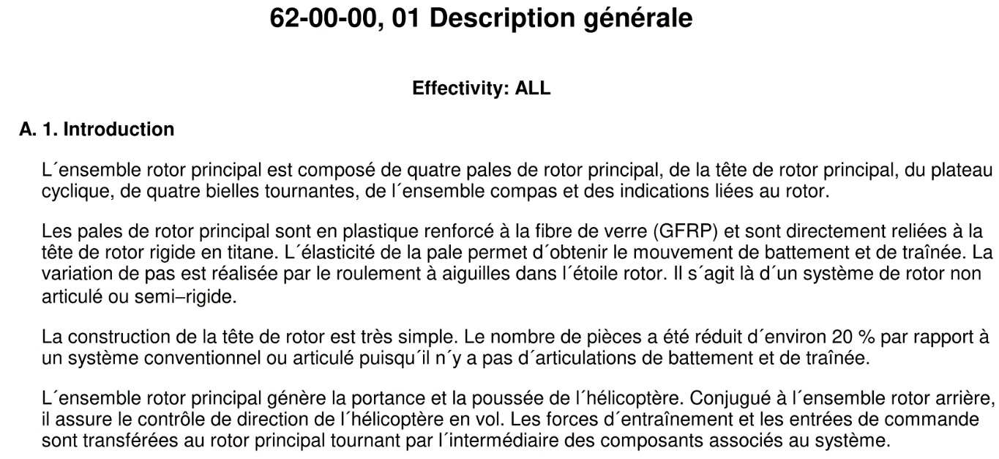 62-00-00, 01 Description générale
Effectivity: ALL
A. 1. Introduction
L´ensemble rotor principal est composé de quatre pales de rotor principal, de la tête de rotor principal, du plateau
cyclique, de quatre bielles tournantes, de l´ensemble compas et des indications liées au rotor.
Les pales de rotor principal sont en plastique renforcé à la fibre de verre (GFRP) et sont directement reliées à la
tête de rotor rigide en titane. L´élasticité de la pale permet d´obtenir le mouvement de battement et de traînée. La
variation de pas est réalisée par le roulement à aiguilles dans l´étoile rotor. Il s´agit là d´un système de rotor non
articulé ou semi–rigide.
La construction de la tête de rotor est très simple. Le nombre de pièces a été réduit d´environ 20 % par rapport à
un système conventionnel ou articulé puisqu´il n´y a pas d´articulations de battement et de traînée.
L´ensemble rotor principal génère la portance et la poussée de l´hélicoptère. Conjugué à l´ensemble rotor arrière,
il assure le contrôle de direction de l´hélicoptère en vol. Les forces d´entraînement et les entrées de commande
sont transférées au rotor principal tournant par l´intermédiaire des composants associés au système.